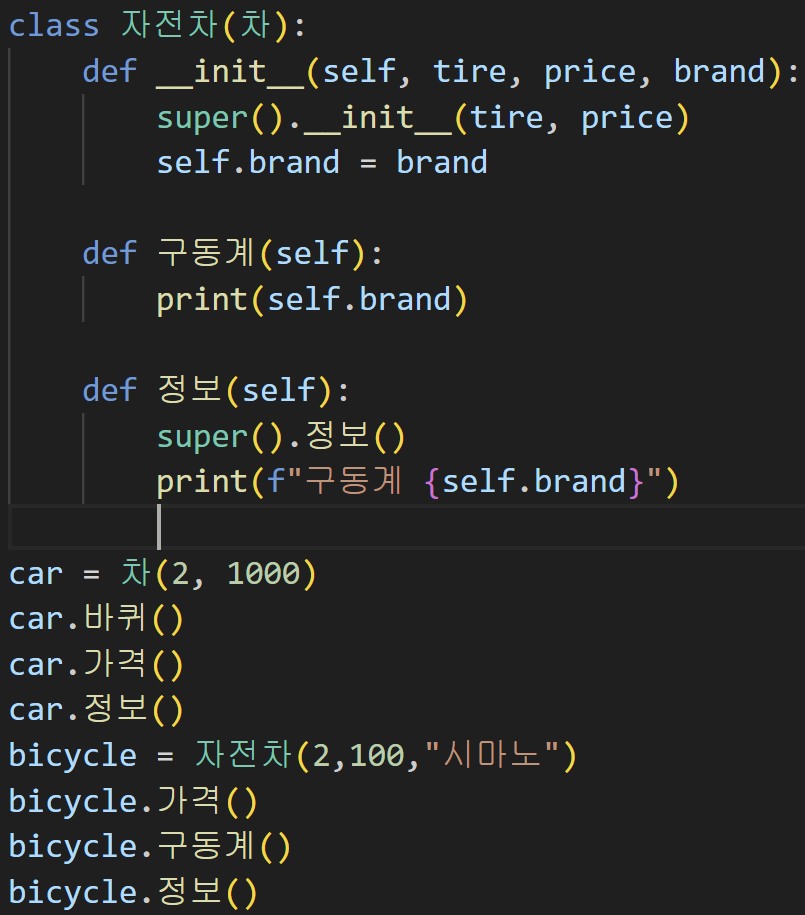 class 자전차(차):
    def __init__(self, tire, price, brand):
        super().__init__(tire, price)
        self.brand = brand
    def 구동계(self):
        print(self.brand)
    def 정보(self):
        super().정보()
        print(f"구동계 {self.brand}")
car = 차(2, 1000)
car.바퀴()
car.가격()
car.정보()
bicycle = 자전차(2,100,"시마노")
bicycle.가격()
bicycle.구동계()
bicycle.정보()